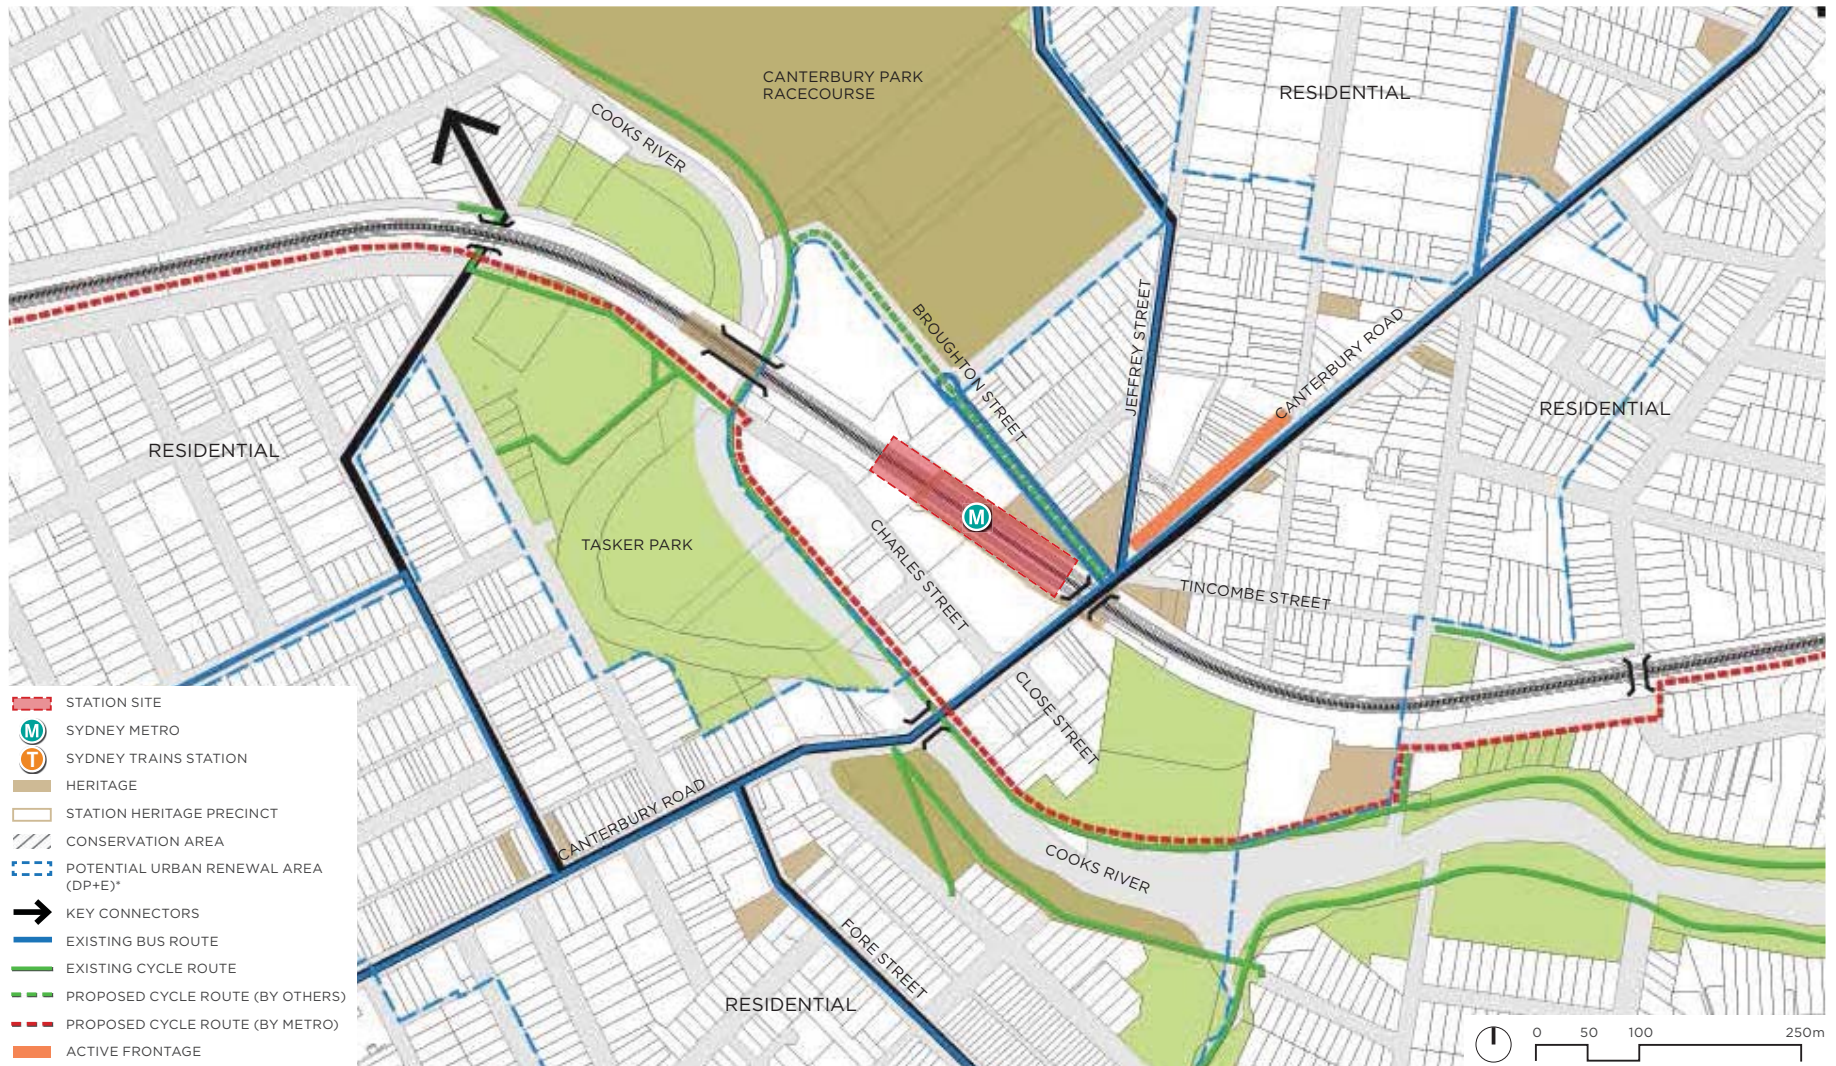 CANTERBURY PARK
RACECOURSE
RESIDENTIAL
COOKS RIVER
BROUGHTON STREET
JEFFREY STREET
CANTERBURY ROAD
RESIDENTIAL
RESIDENTIAL
M
TASKER PARK
CHARLES STREET
TINCOMBE STREET
CLOSE STREET
CANTERBURY ROAD
COOKS RIVER
FORE STREET
RESIDENTIAL
STATION SITE
M SYDNEY METRO
T SYDNEY TRAINS STATION
HERITAGE
STATION HERITAGE PRECINCT
CONSERVATION AREA
POTENTIAL URBAN RENEWAL AREA
(DP+E)*
KEY CONNECTORS
EXISTING BUS ROUTE
EXISTING CYCLE ROUTE
PROPOSED CYCLE ROUTE (BY OTHERS)
PROPOSED CYCLE ROUTE (BY METRO)
ACTIVE FRONTAGE
0 50 100 250m